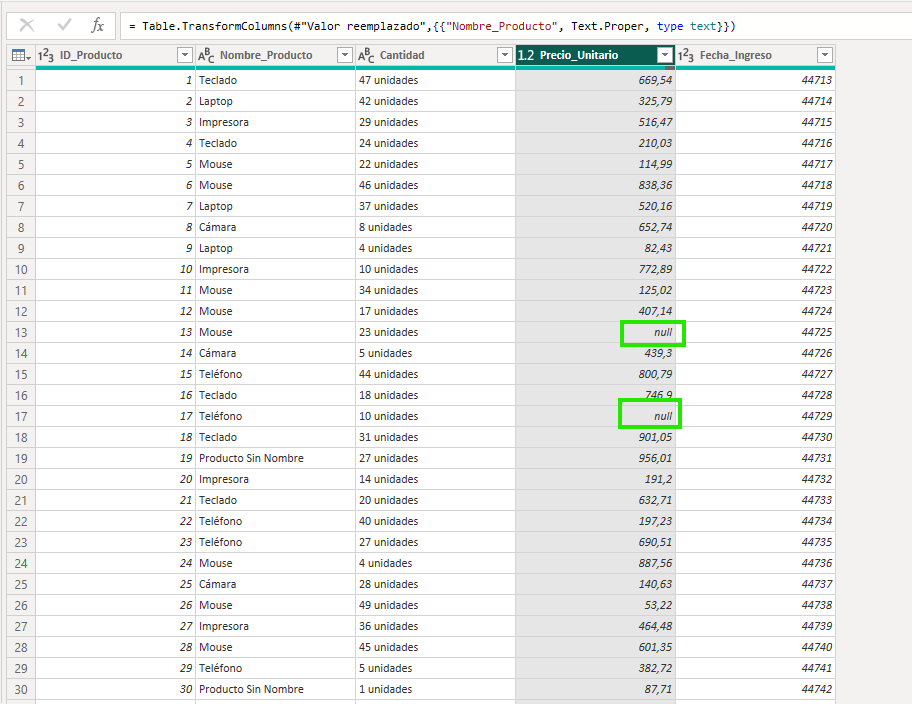 = Table.TransformColumns(#"Valor reemplazado",{{"Nombre_Producto", Text.Proper, type text}})
1²3 ID_Producto ABC Nombre_Producto ABC Cantidad 1.2 Precio_Unitario 1²3 Fecha_Ingreso
1 1 Teclado 47 unidades 669,54 44713
2 2 Laptop 42 unidades 325,79 44714
3 3 Impresora 29 unidades 516,47 44715
4 4 Teclado 24 unidades 210,03 44716
5 5 Mouse 22 unidades 114,99 44717
6 6 Mouse 46 unidades 838,36 44718
7 7 Laptop 37 unidades 520,16 44719
8 8 Cámara 8 unidades 652,74 44720
9 9 Laptop 4 unidades 82,43 44721
10 10 Impresora 10 unidades 772,89 44722
11 11 Mouse 34 unidades 125,02 44723
12 12 Mouse 17 unidades 407,14 44724
13 13 Mouse 23 unidades null 44725
14 14 Cámara 5 unidades 439,3 44726
15 15 Teléfono 44 unidades 800,79 44727
16 16 Teclado 18 unidades 746,9 44728
17 17 Teléfono 10 unidades null 44729
18 18 Teclado 31 unidades 901,05 44730
19 19 Producto Sin Nombre 27 unidades 956,01 44731
20 20 Impresora 14 unidades 191,2 44732
21 21 Teclado 20 unidades 632,71 44733
22 22 Teléfono 40 unidades 197,23 44734
23 23 Teléfono 27 unidades 690,51 44735
24 24 Mouse 4 unidades 887,56 44736
25 25 Cámara 28 unidades 140,63 44737
26 26 Mouse 49 unidades 53,22 44738
27 27 Impresora 36 unidades 464,48 44739
28 28 Mouse 45 unidades 601,35 44740
29 29 Teléfono 5 unidades 382,72 44741
30 30 Producto Sin Nombre 1 unidades 87,71 44742